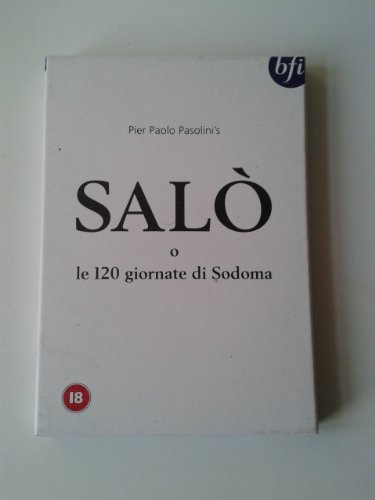 bfi
Pier Paolo Pasolini's
SALÒ
o
le 120 giornate di Sodoma
18